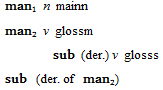 man₁ n mainn
man₂ v glossm
sub (der.) v glosss
sub (der. of man₂)